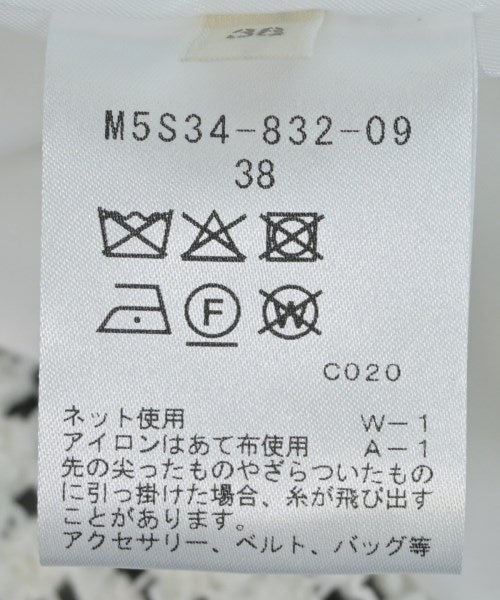 38
M5S34-832-09
38
F
W
C020
ネット使用 W-1
アイロンはあて布使用 A-1
先の尖ったものやざらついたもの
に引っ掛けた場合、糸が飛び出す
ことがあります。
アクセサリー、ベルト、バッグ等